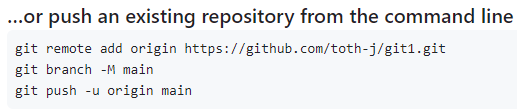 ...or push an existing repository from the command line
git remote add origin https://github.com/toth-j/git1.git
git branch -M main
git push -u origin main